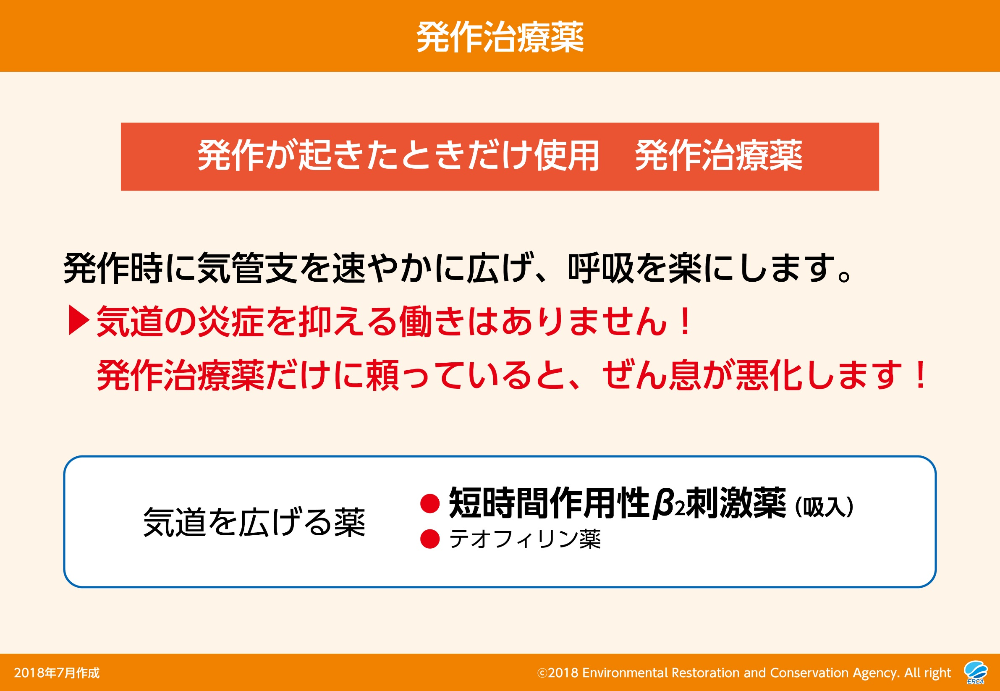 発作治療薬
発作が起きたときだけ使用　発作治療薬
発作時に気管支を速やかに広げ、呼吸を楽にします。
▶気道の炎症を抑える働きはありません！
発作治療薬だけに頼っていると、ぜん息が悪化します！
気道を広げる薬
●短時間作用性β₂刺激薬（吸入）
●テオフィリン薬
2018年7月作成
©2018 Environmental Restoration and Conservation Agency. All right
ERCA